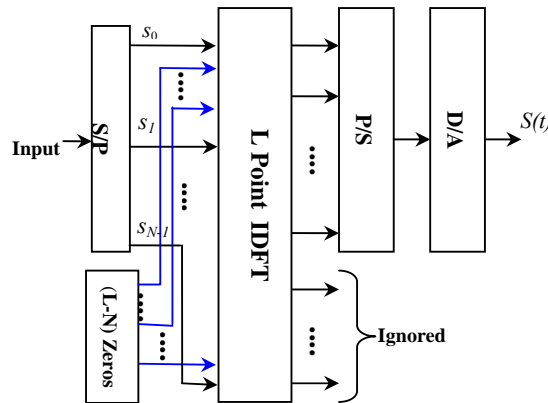 s0
s1
sN-1
Input
S/P
(L-N) Zeros
L Point IDFT
P/S
D/A
S(t)
Ignored